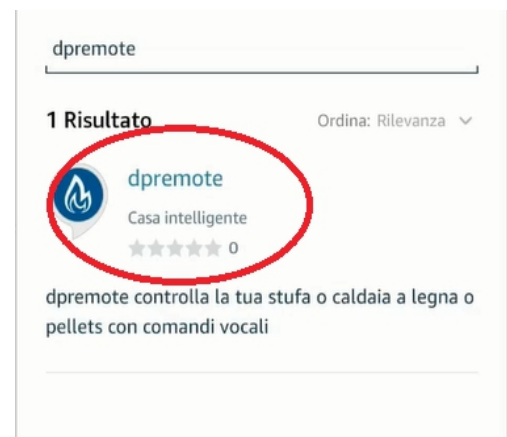 dpremote
1 Risultato
Ordina: Rilevanza
dpremote
Casa intelligente
0
dpremote controlla la tua stufa o caldaia a legna o
pellets con comandi vocali